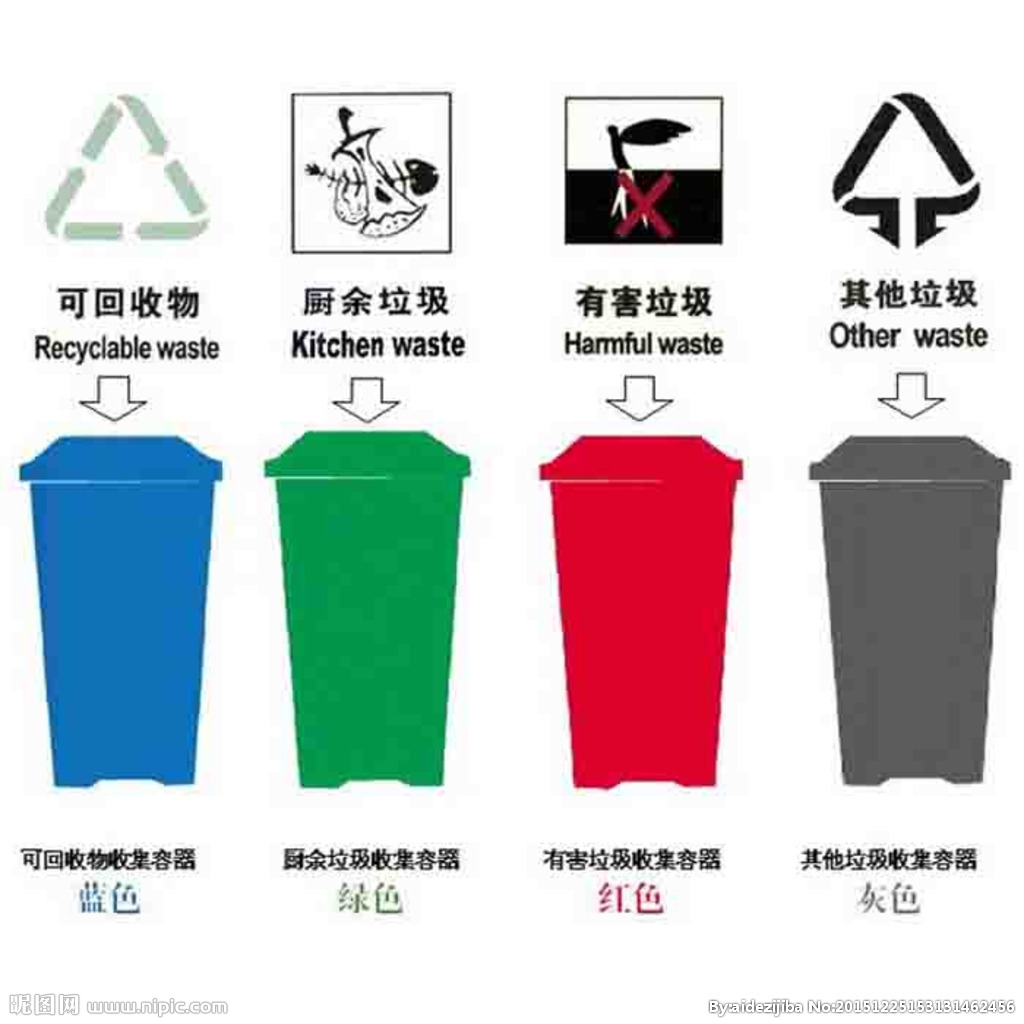 可回收物
Recyclable waste
厨余垃圾
Kitchen waste
有害垃圾
Harmful waste
其他垃圾
Other waste
可回收物收集容器
蓝色
厨余垃圾收集容器
绿色
有害垃圾收集容器
红色
其他垃圾收集容器
灰色
昵图网 www.nipic.com
By:aidezijiba No:20151225153131462456